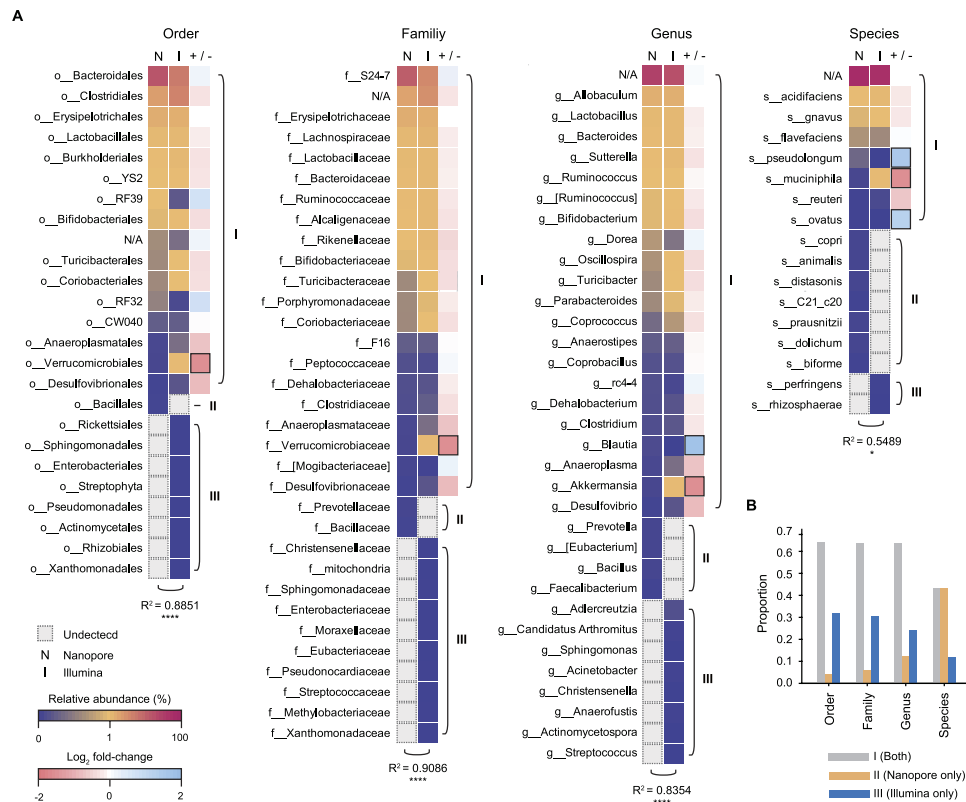 A
Order
N I + / -
o__Bacteroidales
o__Clostridiales
o__Erysipelotrichales
o__Lactobacillales
o__Burkholderiales
o__YS2
o__RF39
o__Bifidobacteriales
N/A
o__Turicibacterales
o__Coriobacteriales
o__RF32
o__CW040
o__Anaeroplasmatales
o__Verrucomicrobiales
o__Desulfovibrionales
o__Bacillales
o__Rickettsiales
o__Sphingomonadales
o__Enterobacteriales
o__Streptophyta
o__Pseudomonadales
o__Actinomycetales
o__Rhizobiales
o__Xanthomonadales
I
– II
III
R² = 0.8851
****
Undectecd
N Nanopore
I Illumina
Relative abundance (%)
0 1 100
Log₂ fold-change
-2 0 2
Familiy
N I + / -
f__S24-7
N/A
f__Erysipelotrichaceae
f__Lachnospiraceae
f__Lactobacillaceae
f__Bacteroidaceae
f__Ruminococcaceae
f__Alcaligenaceae
f__Rikenellaceae
f__Bifidobacteriaceae
f__Turicibacteraceae
f__Porphyromonadaceae
f__Coriobacteriaceae
f__F16
f__Peptococcaceae
f__Dehalobacteriaceae
f__Clostridiaceae
f__Anaeroplasmataceae
f__Verrucomicrobiaceae
f__[Mogibacteriaceae]
f__Desulfovibrionaceae
f__Prevotellaceae
f__Bacillaceae
f__Christensenellaceae
f__mitochondria
f__Sphingomonadaceae
f__Enterobacteriaceae
f__Moraxellaceae
f__Eubacteriaceae
f__Pseudonocardiaceae
f__Streptococcaceae
f__Methylobacteriaceae
f__Xanthomonadaceae
I
II
III
R² = 0.9086
****
Genus
N I + / -
N/A
g__Allobaculum
g__Lactobacillus
g__Bacteroides
g__Sutterella
g__Ruminococcus
g__[Ruminococcus]
g__Bifidobacterium
g__Dorea
g__Oscillospira
g__Turicibacter
g__Parabacteroides
g__Coprococcus
g__Anaerostipes
g__Coprobacillus
g__rc4-4
g__Dehalobacterium
g__Clostridium
g__Blautia
g__Anaeroplasma
g__Akkermansia
g__Desulfovibrio
g__Prevotella
g__[Eubacterium]
g__Bacillus
g__Faecalibacterium
g__Adlercreutzia
g__Candidatus Arthromitus
g__Sphingomonas
g__Acinetobacter
g__Christensenella
g__Anaerofustis
g__Actinomycetospora
g__Streptococcus
I
II
III
R² = 0.8354
****
Species
N I + / -
N/A
s__acidifaciens
s__gnavus
s__flavefaciens
s__pseudolongum
s__muciniphila
s__reuteri
s__ovatus
s__copri
s__animalis
s__distasonis
s__C21_c20
s__prausnitzii
s__dolichum
s__biforme
s__perfringens
s__rhizosphaerae
I
II
III
R² = 0.5489
*
B
Proportion
0.7
0.6
0.4
0.3
0.1
0.0
Order
Family
Genus
Species
I (Both)
II (Nanopore only)
III (Illumina only)